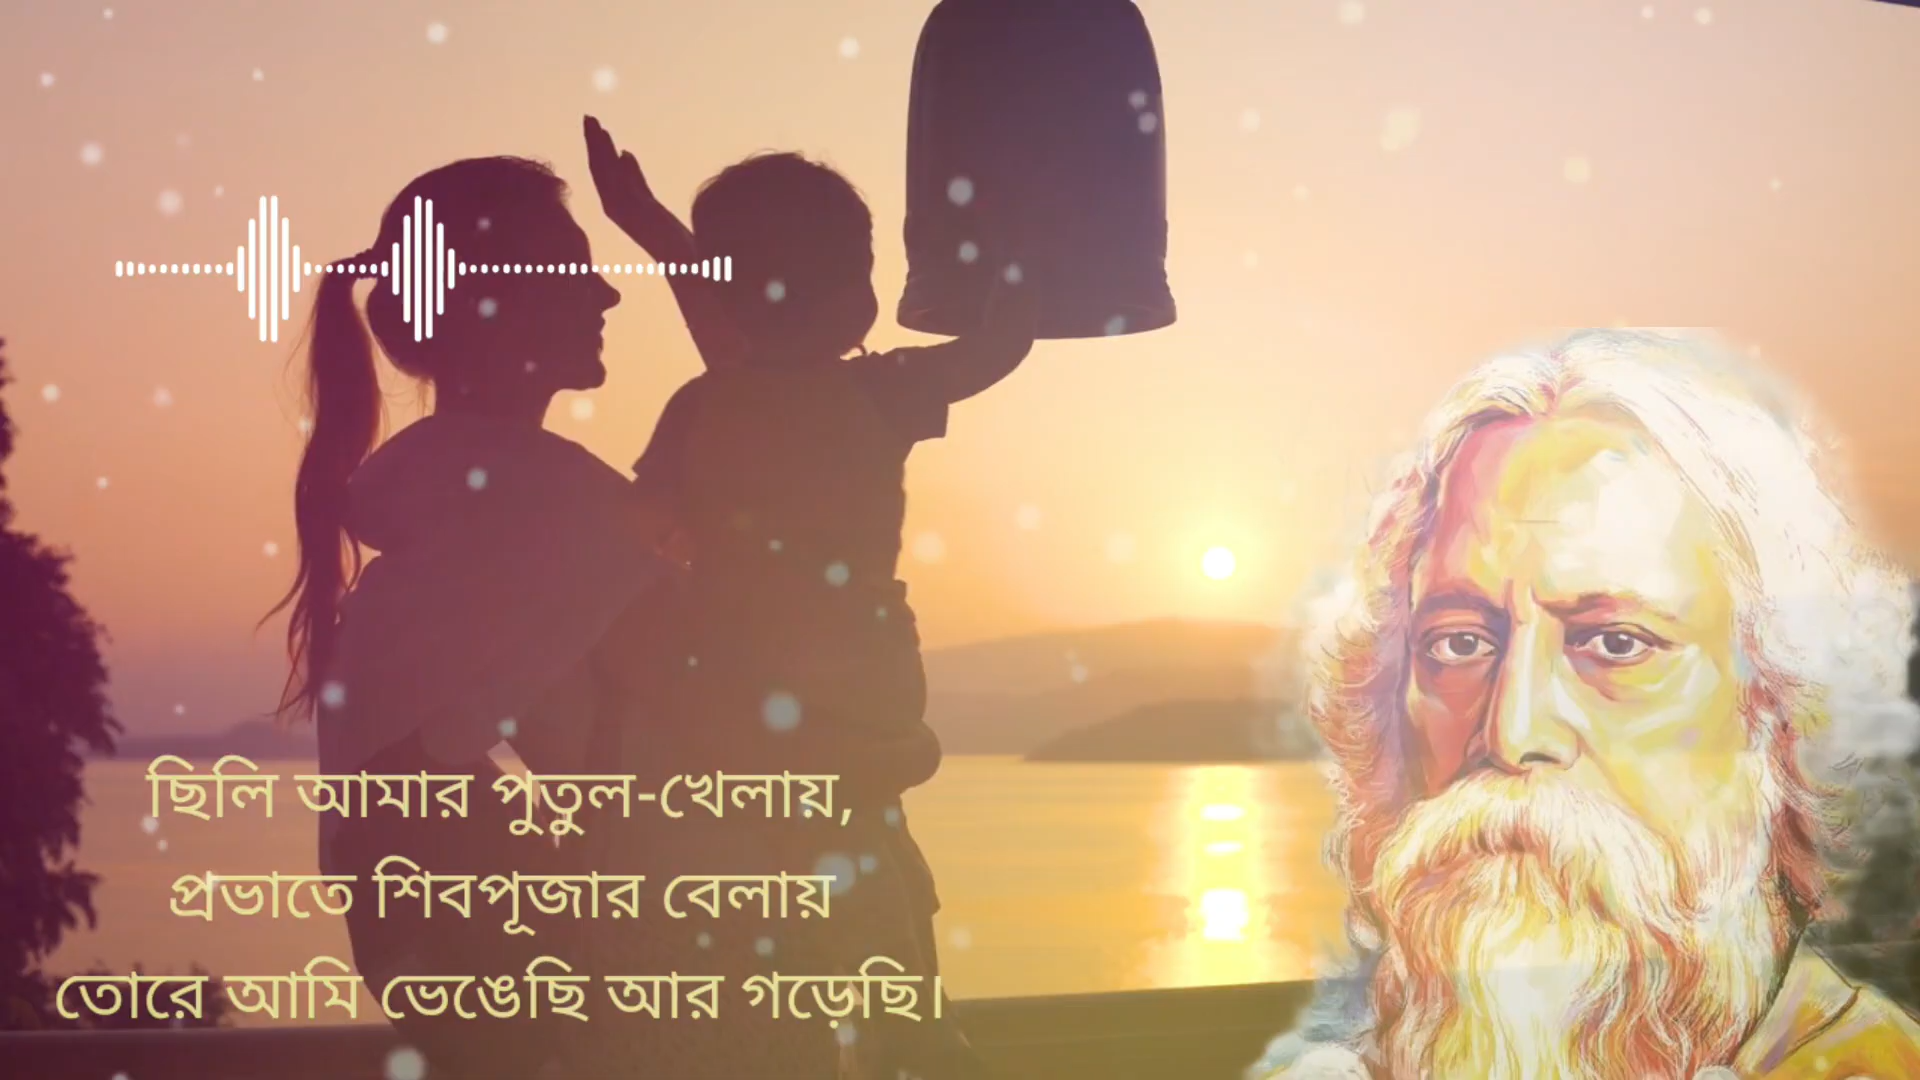 ছিলি আমার পুতুল-খেলায়,
প্রভাতে শিবপূজার বেলায়
তোরে আমি ভেঙেছি আর গড়েছি।